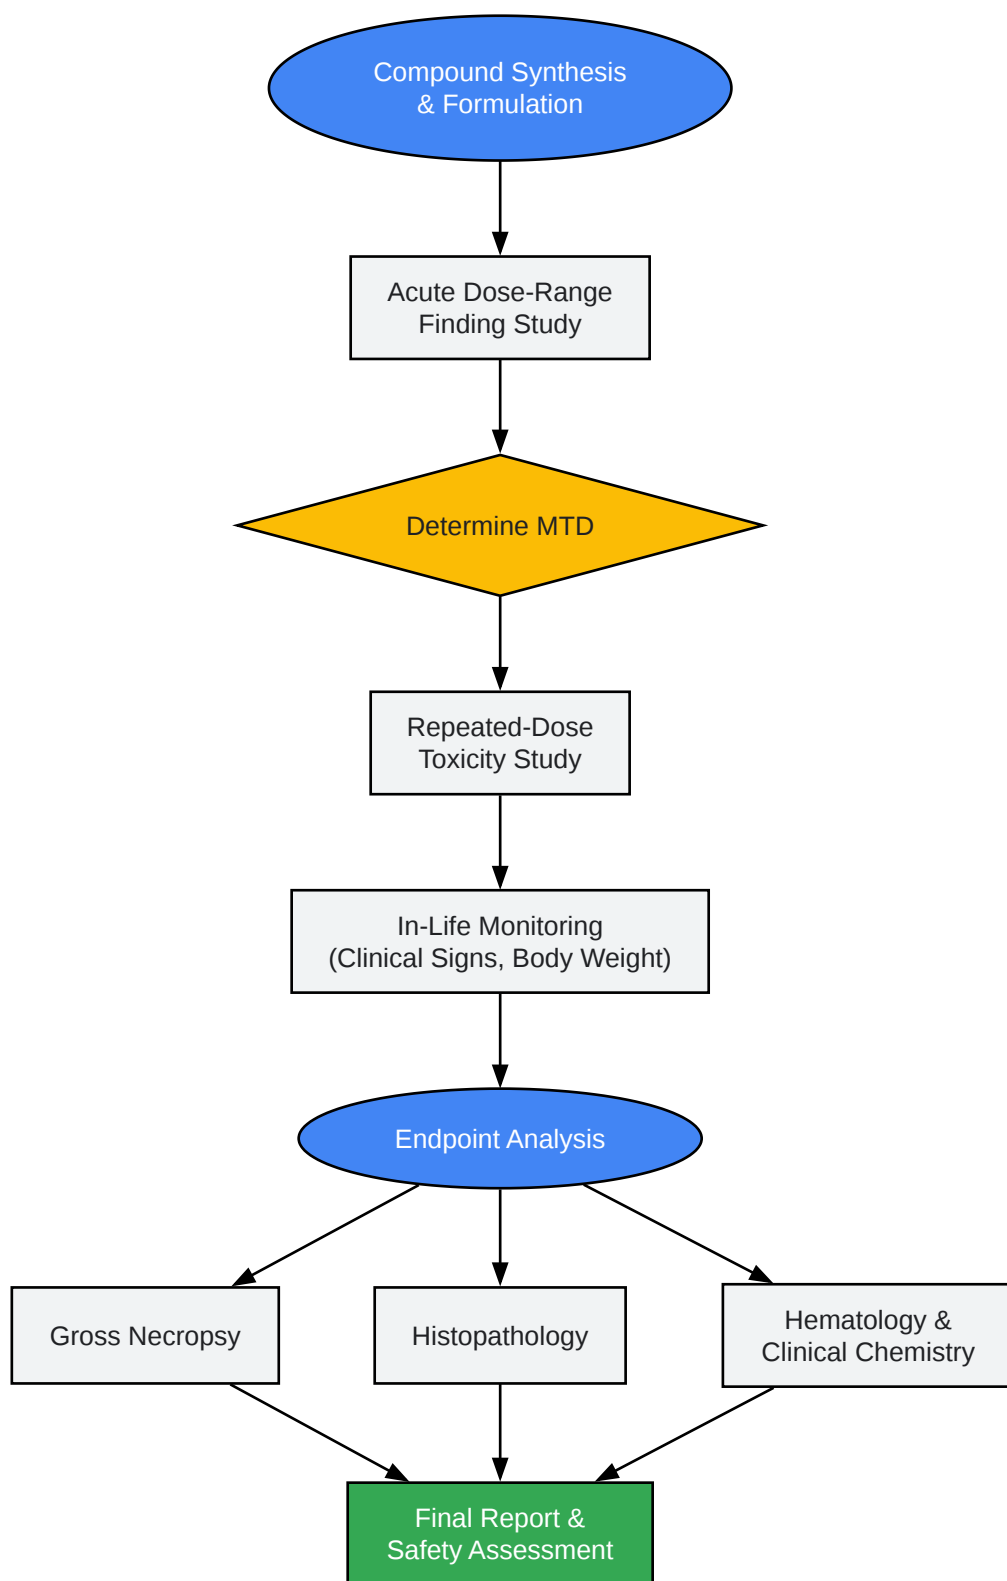 Compound Synthesis
& Formulation
Acute Dose-Range
Finding Study
Determine MTD
Repeated-Dose
Toxicity Study
In-Life Monitoring
(Clinical Signs, Body Weight)
Endpoint Analysis
Gross Necropsy
Histopathology
Hematology &
Clinical Chemistry
Final Report &
Safety Assessment